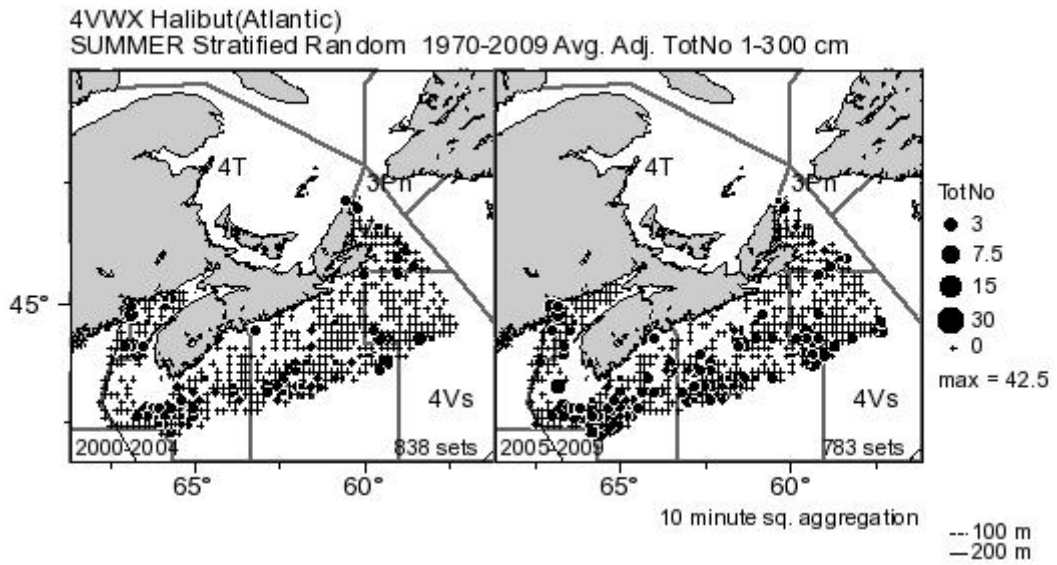 4VWX Halibut(Atlantic)
SUMMER Stratified Random 1970-2009 Avg. Adj. TotNo 1-300 cm
4T
3Pn
4T
3Pn
TotNo
3
7.5
15
30
+ 0
max = 42.5
45°
4Vs
4Vs
2000-2004
838 sets
2005-2009
783 sets
65°
60°
65°
60°
10 minute sq. aggregation
--- 100 m
— 200 m